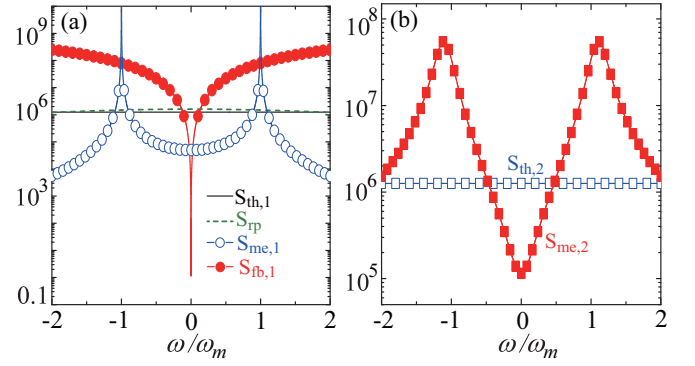 (a)
10^9
10^6
10^3
0.1
S_th,1
S_rp
S_me,1
S_fb,1
-2 -1 0 1 2
ω/ω_m
(b)
10^8
10^7
10^6
10^5
S_th,2
S_me,2
-2 -1 0 1 2
ω/ω_m